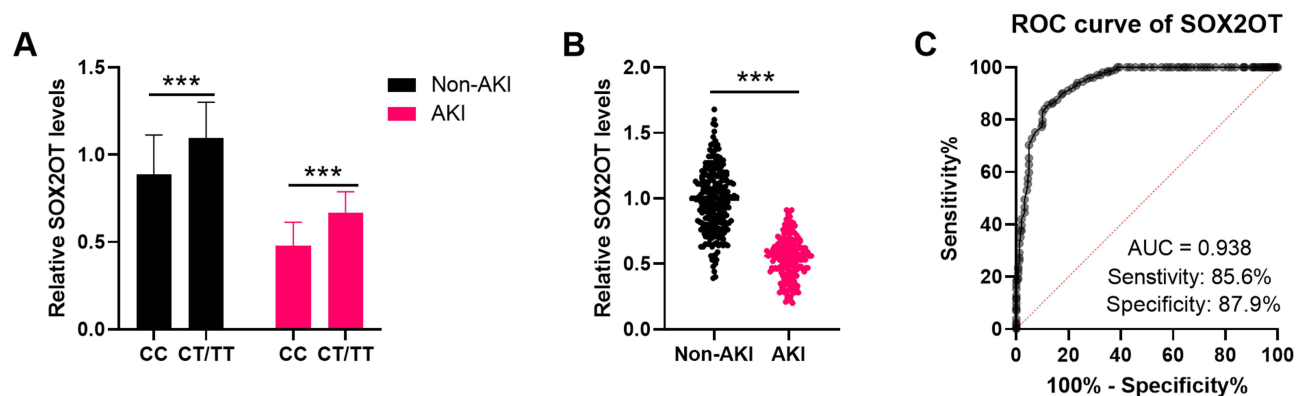 A
Relative SOX2OT levels
1.5
1.0
0.5
0.0
***
***
CC
CT/TT
CC
CT/TT
Non-AKI
AKI
B
Relative SOX2OT levels
2.0
1.5
1.0
0.5
0.0
***
Non-AKI
AKI
C
ROC curve of SOX2OT
Sensitivity%
100
80
60
40
20
0
AUC = 0.938
Senstivity: 85.6%
Specificity: 87.9%
0
20
40
60
80
100
100% - Specificity%